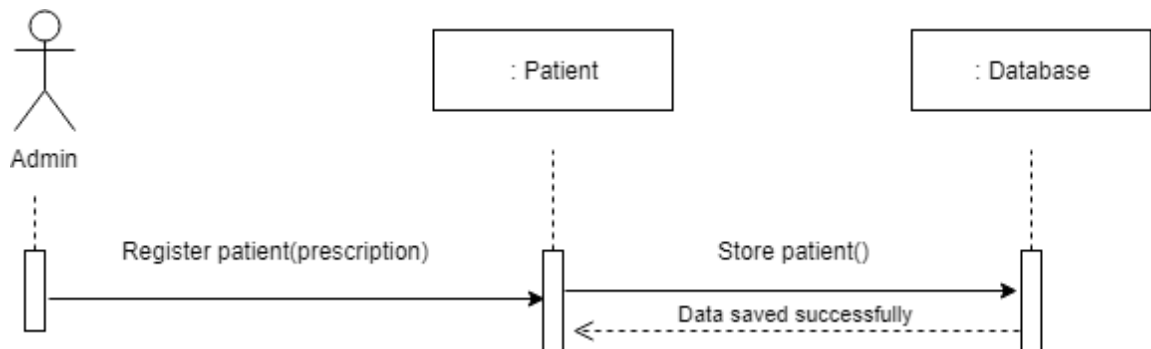 : Patient
: Database
Admin
Register patient(prescription)
Store patient()
Data saved successfully